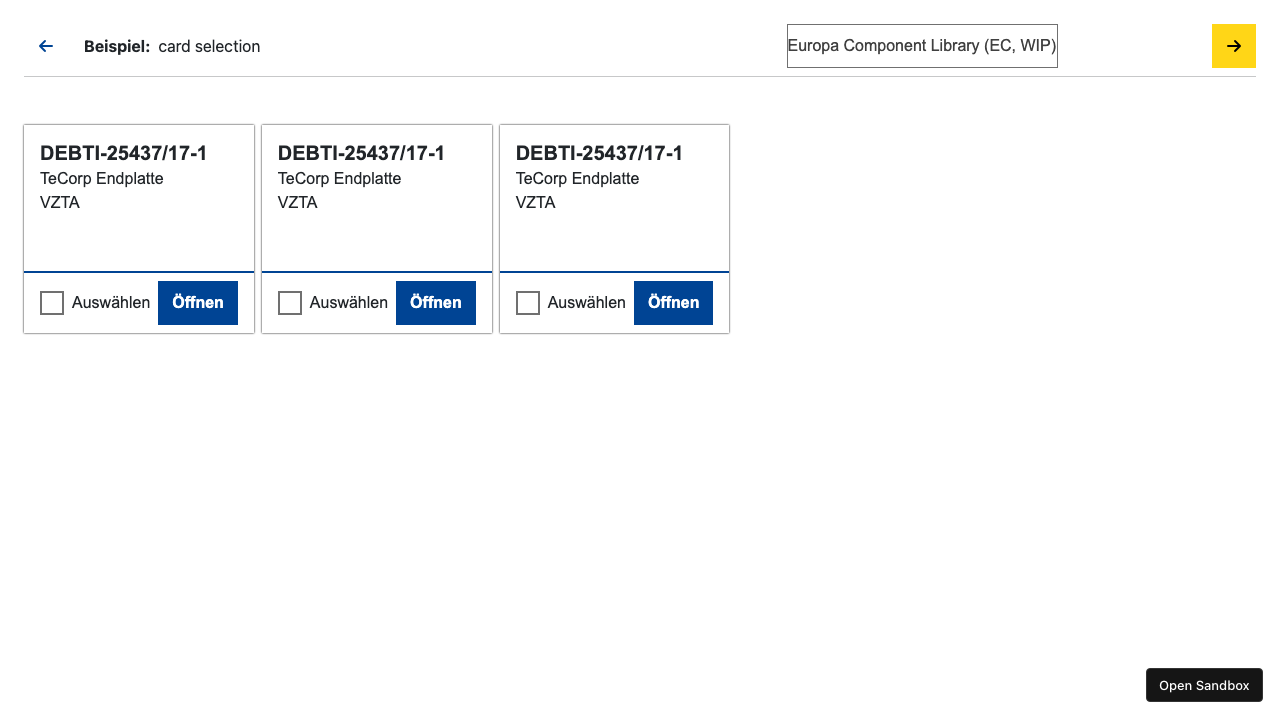 Beispiel: card selection
Europa Component Library (EC, WIP)
DEBTI-25437/17-1
TeCorp Endplatte
VZTA
Auswählen Öffnen
DEBTI-25437/17-1
TeCorp Endplatte
VZTA
Auswählen Öffnen
DEBTI-25437/17-1
TeCorp Endplatte
VZTA
Auswählen Öffnen
Open Sandbox